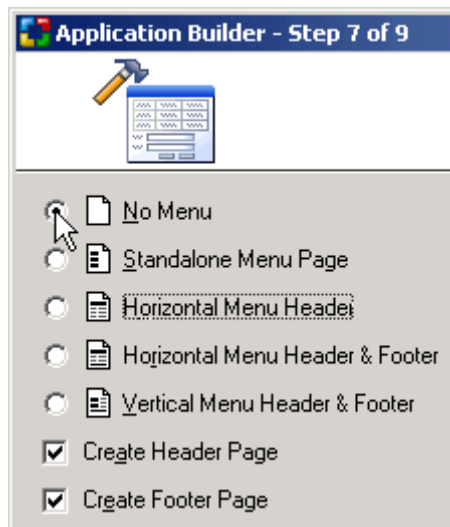 Application Builder - Step 7 of 9
No Menu
Standalone Menu Page
Horizontal Menu Header
Horizontal Menu Header & Footer
Vertical Menu Header & Footer
Create Header Page
Create Footer Page